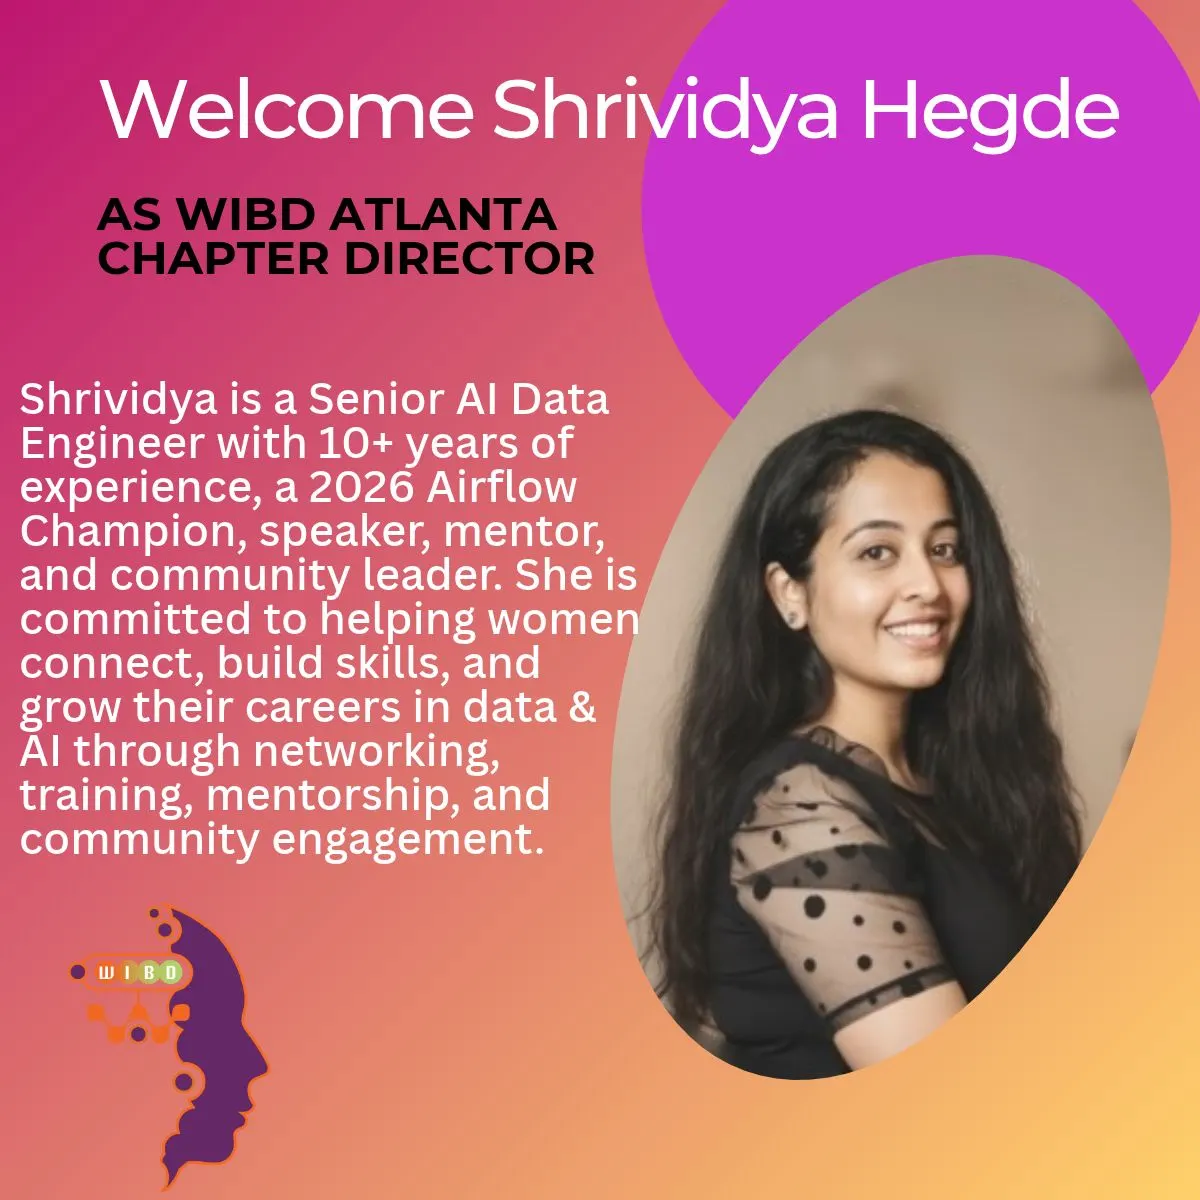 Welcome Shrividya Hegde
AS WIBD ATLANTA
CHAPTER DIRECTOR
Shrividya is a Senior AI Data
Engineer with 10+ years of
experience, a 2026 Airflow
Champion, speaker, mentor,
and community leader. She is
committed to helping women
connect, build skills, and
grow their careers in data &
AI through networking,
training, mentorship, and
community engagement.
WIBD